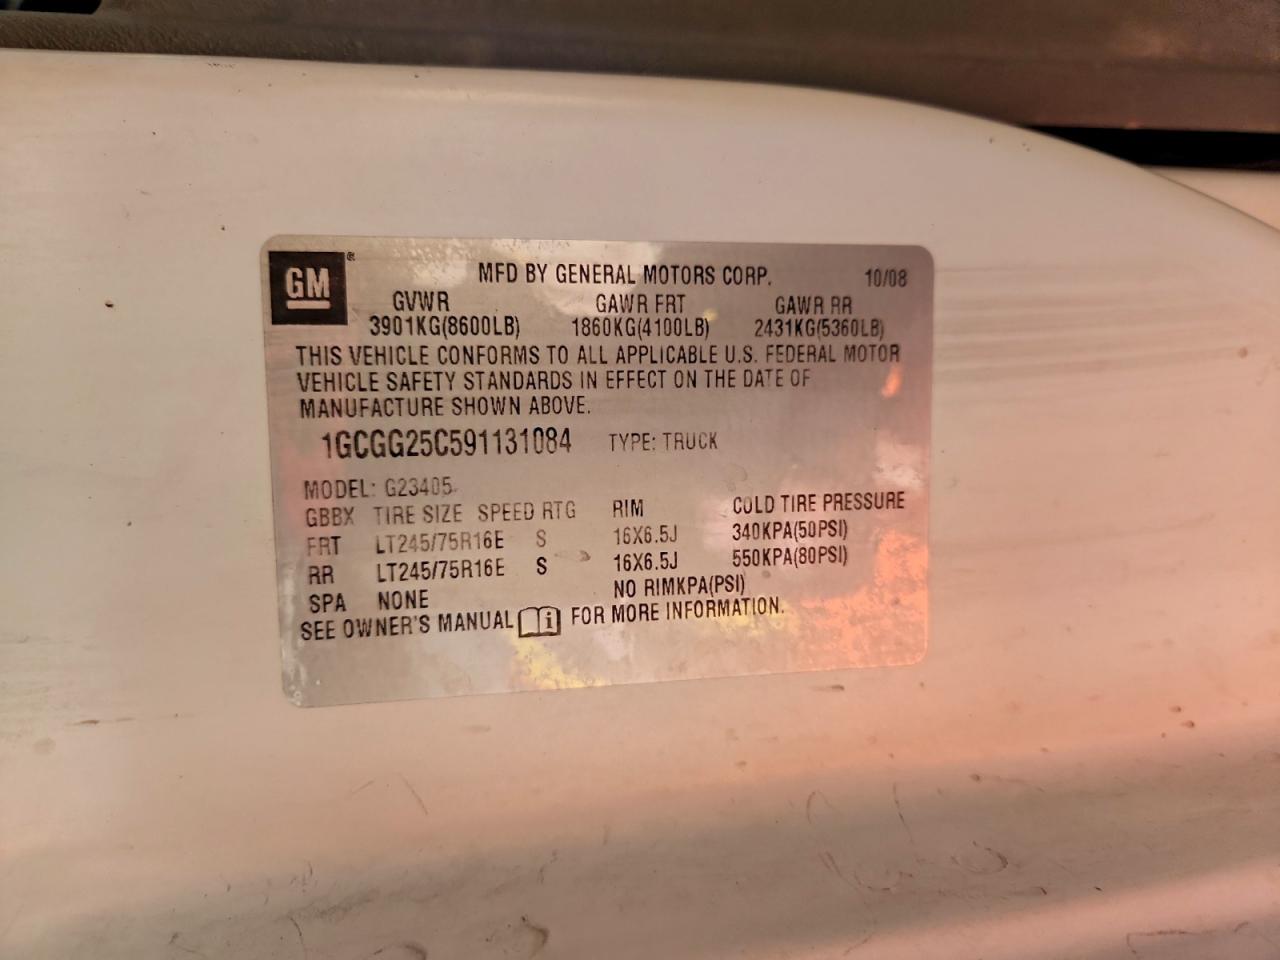 GM ®
MFD BY GENERAL MOTORS CORP. 10/08
GVWR GAWR FRT GAWR RR
3901KG(8600LB) 1860KG(4100LB) 2431KG(5360LB)
THIS VEHICLE CONFORMS TO ALL APPLICABLE U.S. FEDERAL MOTOR
VEHICLE SAFETY STANDARDS IN EFFECT ON THE DATE OF
MANUFACTURE SHOWN ABOVE.
1GCGG25C591131084 TYPE: TRUCK
MODEL: G23405
GBBX TIRE SIZE SPEED RTG RIM COLD TIRE PRESSURE
FRT LT245/75R16E S 16X6.5J 340KPA(50PSI)
RR LT245/75R16E S 16X6.5J 550KPA(80PSI)
SPA NONE NO RIMKPA(PSI)
SEE OWNER'S MANUAL i FOR MORE INFORMATION.